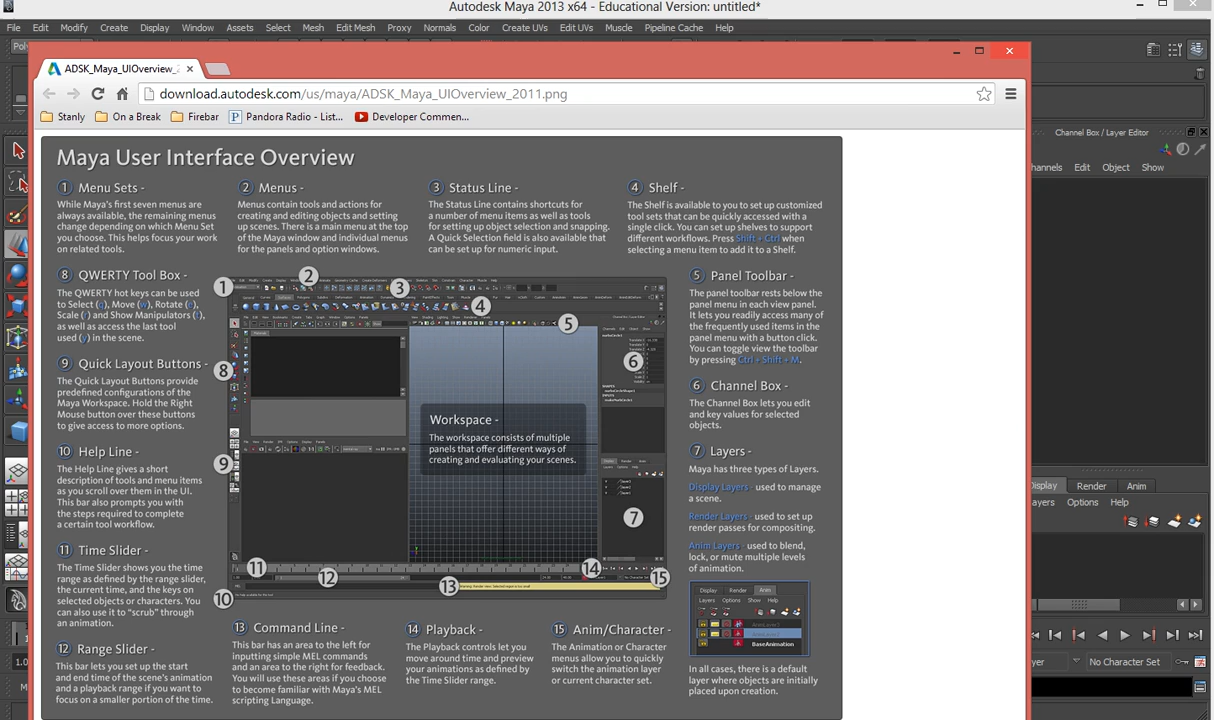 Autodesk Maya 2013 x64 - Educational Version: untitled*
File Edit Modify Create Display Window Assets Select Mesh Edit Mesh Proxy Normals Color Create UVs Edit UVs Muscle Pipeline Cache Help
ADSK_Maya_UIOverview_
download.autodesk.com/us/maya/ADSK_Maya_UIOverview_2011.png
Stanly On a Break Firebar Pandora Radio - List... Developer Commen...
Channel Box / Layer Editor
hannels Edit Object Show
Maya User Interface Overview
1 Menu Sets -
While Maya's first seven menus are
always available, the remaining menus
change depending on which Menu Set
you choose. This helps focus your work
on related tools.
2 Menus -
Menus contain tools and actions for
creating and editing objects and setting
up scenes. There is a main menu at the top
of the Maya window and individual menus
for the panels and option windows.
3 Status Line -
The Status Line contains shortcuts for
a number of menu items as well as tools
for setting up object selection and snapping.
A Quick Selection field is also available that
can be set up for numeric input.
4 Shelf -
The Shelf is available to you to set up customized
tool sets that can be quickly accessed with a
single click. You can set up shelves to support
different workflows. Press Shift + Ctrl when
selecting a menu item to add it to a Shelf.
8 QWERTY Tool Box -
The QWERTY hot keys can be used
to Select (q), Move (w), Rotate (e),
Scale (r) and Show Manipulators (t),
as well as access the last tool
used (y) in the scene.
9 Quick Layout Buttons -
The Quick Layout Buttons provide
predefined configurations of the
Maya Workspace. Hold the Right
Mouse button over these buttons
to give access to more options.
10 Help Line -
The Help Line gives a short
description of tools and menu items
as you scroll over them in the UI.
This bar also prompts you with
the steps required to complete
a certain tool workflow.
11 Time Slider -
The Time Slider shows you the time
range as defined by the range slider,
the current time, and the keys on
selected objects or characters. You
can also use it to "scrub" through
an animation.
12 Range Slider -
This bar lets you set up the start
and end time of the scene's animation
and a playback range if you want to
focus on a smaller portion of the time.
1
2
3
4
5
6
8
Workspace -
The workspace consists of multiple
panels that offer different ways of
creating and evaluating your scenes.
9
7
11
12
13
14
15
10
13 Command Line -
This bar has an area to the left for
inputting simple MEL commands
and an area to the right for feedback.
You will use these areas if you choose
to become familiar with Maya's MEL
scripting Language.
14 Playback -
The Playback controls let you
move around time and preview
your animations as defined by
the Time Slider range.
15 Anim/Character -
The Animation or Character
menus allow you to quickly
switch the animation layer
or current character set.
5 Panel Toolbar -
The panel toolbar rests below the
panel menu in each view panel.
It lets you readily access many of
the frequently used items in the
panel menu with a button click.
You can toggle view the toolbar
by pressing Ctrl + Shift + M.
6 Channel Box -
The Channel Box lets you edit
and key values for selected
objects.
7 Layers -
Maya has three types of Layers.
Display Layers - used to manage
a scene.
Render Layers - used to set up
render passes for compositing.
Anim Layers - used to blend,
lock, or mute multiple levels
of animation.
Display Render Anim
Layers Options Show Help
BaseAnimation
In all cases, there is a default
layer where objects are initially
placed upon creation.
Display Render Anim
ayers Options Help
ayer No Character Set
1.0
M